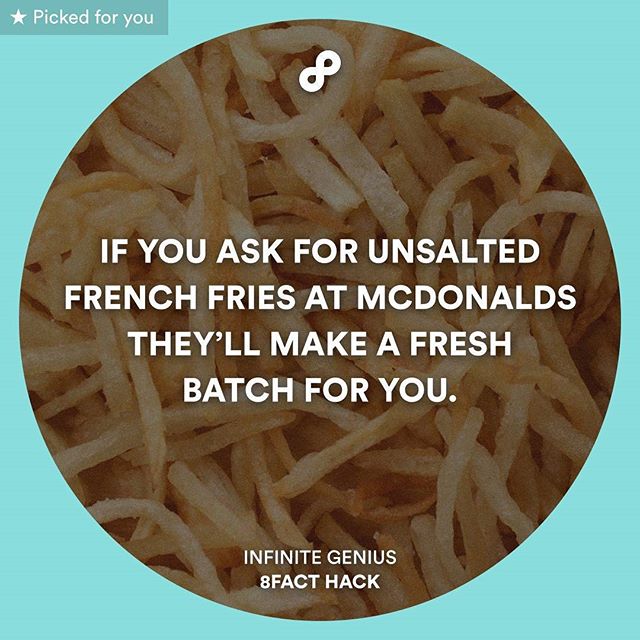 ★ Picked for you
IF YOU ASK FOR UNSALTED
FRENCH FRIES AT MCDONALDS
THEY’LL MAKE A FRESH
BATCH FOR YOU.
INFINITE GENIUS
8FACT HACK